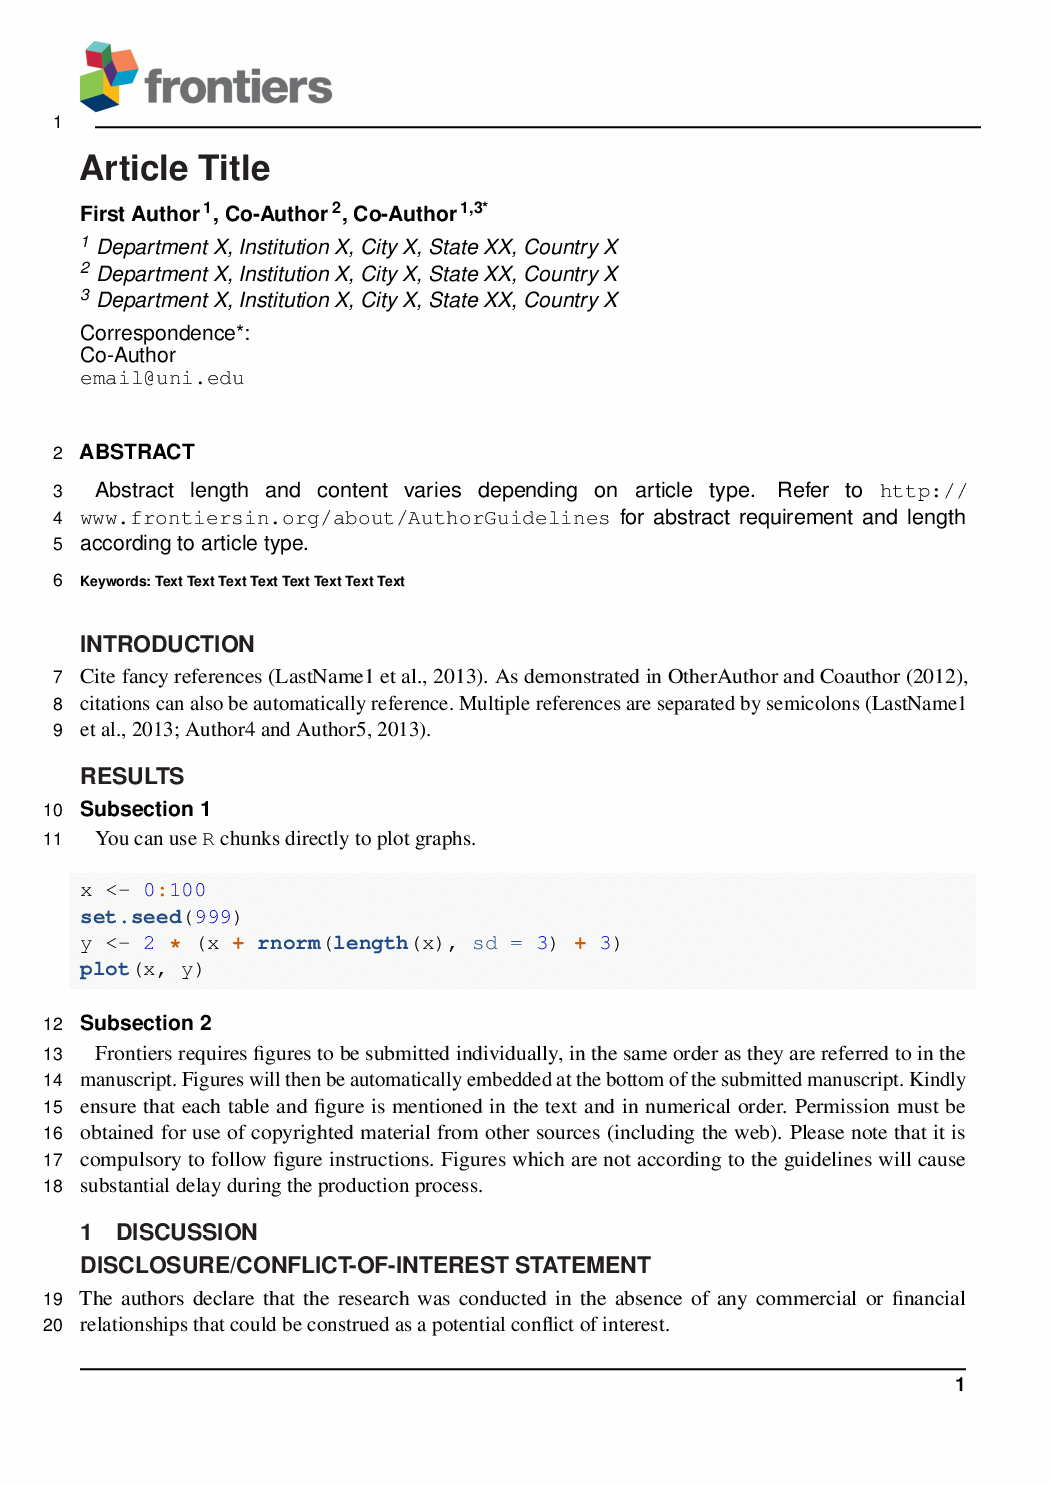 frontiers
1
Article Title
First Author 1, Co-Author 2, Co-Author 1,3*
1 Department X, Institution X, City X, State XX, Country X
2 Department X, Institution X, City X, State XX, Country X
3 Department X, Institution X, City X, State XX, Country X
Correspondence*:
Co-Author
email@uni.edu
2 ABSTRACT
3 Abstract length and content varies depending on article type. Refer to http://
4 www.frontiersin.org/about/AuthorGuidelines for abstract requirement and length
5 according to article type.
6 Keywords: Text Text Text Text Text Text Text Text
INTRODUCTION
7 Cite fancy references (LastName1 et al., 2013). As demonstrated in OtherAuthor and Coauthor (2012),
8 citations can also be automatically reference. Multiple references are separated by semicolons (LastName1
9 et al., 2013; Author4 and Author5, 2013).
RESULTS
10 Subsection 1
11 You can use R chunks directly to plot graphs.
x <- 0:100
set.seed(999)
y <- 2 * (x + rnorm(length(x), sd = 3) + 3)
plot(x, y)
12 Subsection 2
13 Frontiers requires figures to be submitted individually, in the same order as they are referred to in the
14 manuscript. Figures will then be automatically embedded at the bottom of the submitted manuscript. Kindly
15 ensure that each table and figure is mentioned in the text and in numerical order. Permission must be
16 obtained for use of copyrighted material from other sources (including the web). Please note that it is
17 compulsory to follow figure instructions. Figures which are not according to the guidelines will cause
18 substantial delay during the production process.
1 DISCUSSION
DISCLOSURE/CONFLICT-OF-INTEREST STATEMENT
19 The authors declare that the research was conducted in the absence of any commercial or financial
20 relationships that could be construed as a potential conflict of interest.
1